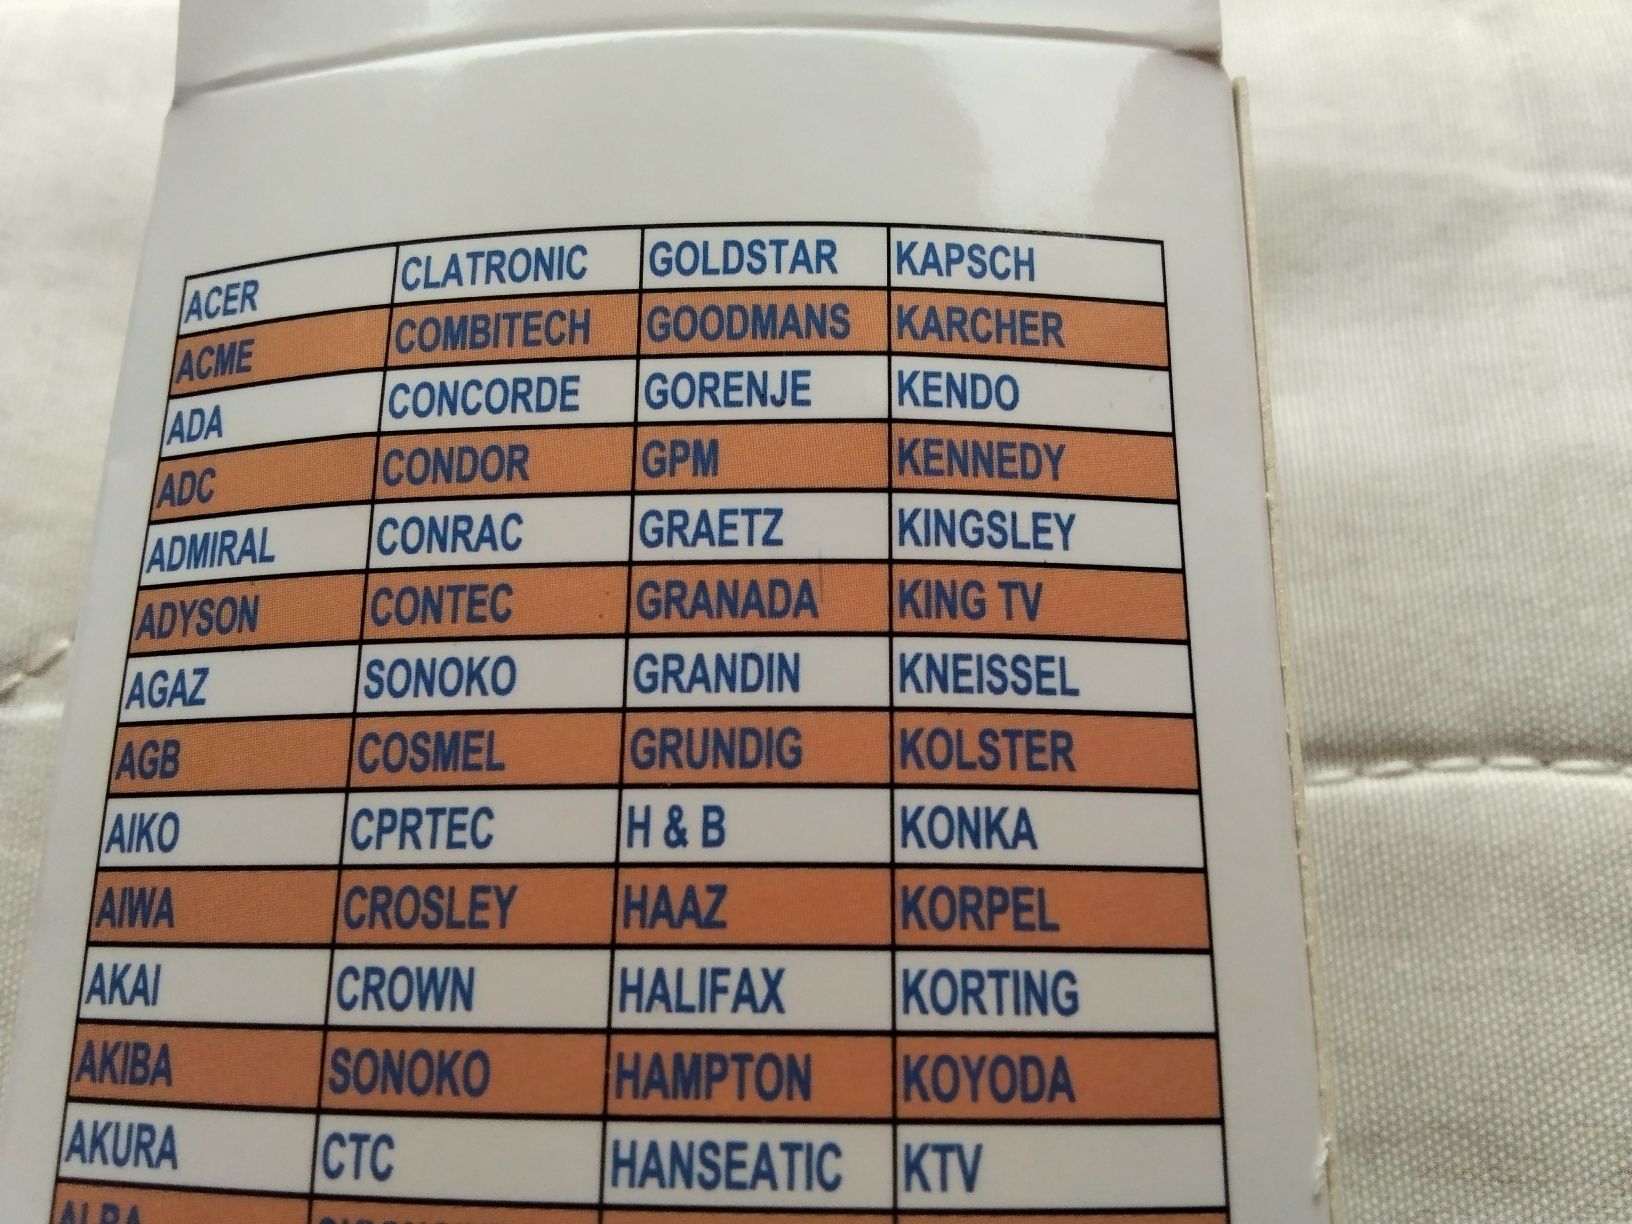 ACER CLATRONIC GOLDSTAR KAPSCH
ACME COMBITECH GOODMANS KARCHER
ADA CONCORDE GORENJE KENDO
ADC CONDOR GPM KENNEDY
ADMIRAL CONRAC GRAETZ KINGSLEY
ADYSON CONTEC GRANADA KING TV
AGAZ SONOKO GRANDIN KNEISSEL
AGB COSMEL GRUNDIG KOLSTER
AIKO CPRTEC H & B KONKA
AIWA CROSLEY HAAZ KORPEL
AKAI CROWN HALIFAX KORTING
AKIBA SONOKO HAMPTON KOYODA
AKURA CTC HANSEATIC KTV